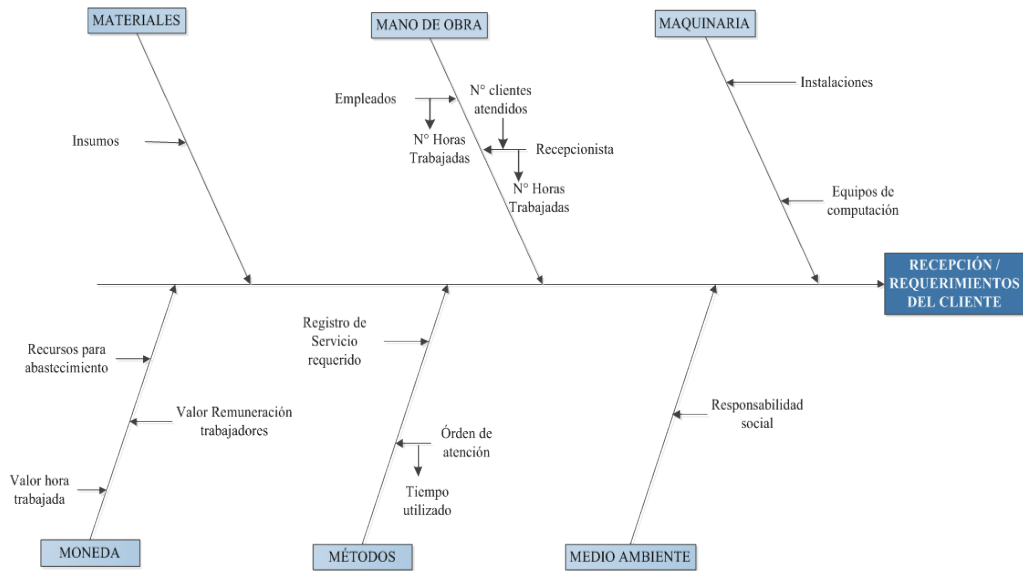 MATERIALES
MANO DE OBRA
MAQUINARIA
Insumos
Empleados
N° Horas
Trabajadas
N° clientes
atendidos
Recepcionista
N° Horas
Trabajadas
Instalaciones
Equipos de
computación
RECEPCIÓN /
REQUERIMIENTOS
DEL CLIENTE
Recursos para
abastecimiento
Valor Remuneración
trabajadores
Valor hora
trabajada
Registro de
Servicio
requerido
Órden de
atención
Tiempo
utilizado
Responsabilidad
social
MONEDA
MÉTODOS
MEDIO AMBIENTE